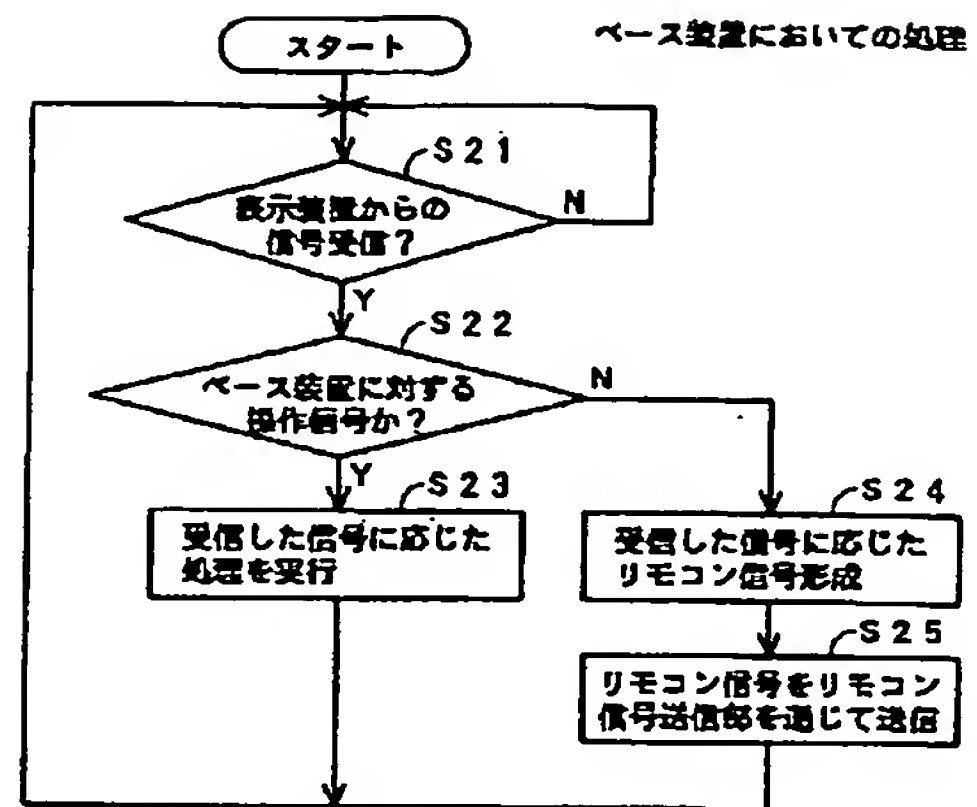 ベース装置においての処理
スタート
S21
表示装置からの
信号受信？
N
Y
S22
ベース装置に対する
操作信号か？
N
Y
S23
受信した信号に応じた
処理を実行
S24
受信した信号に応じた
リモコン信号形成
S25
リモコン信号をリモコン
信号送信部を通じて送信